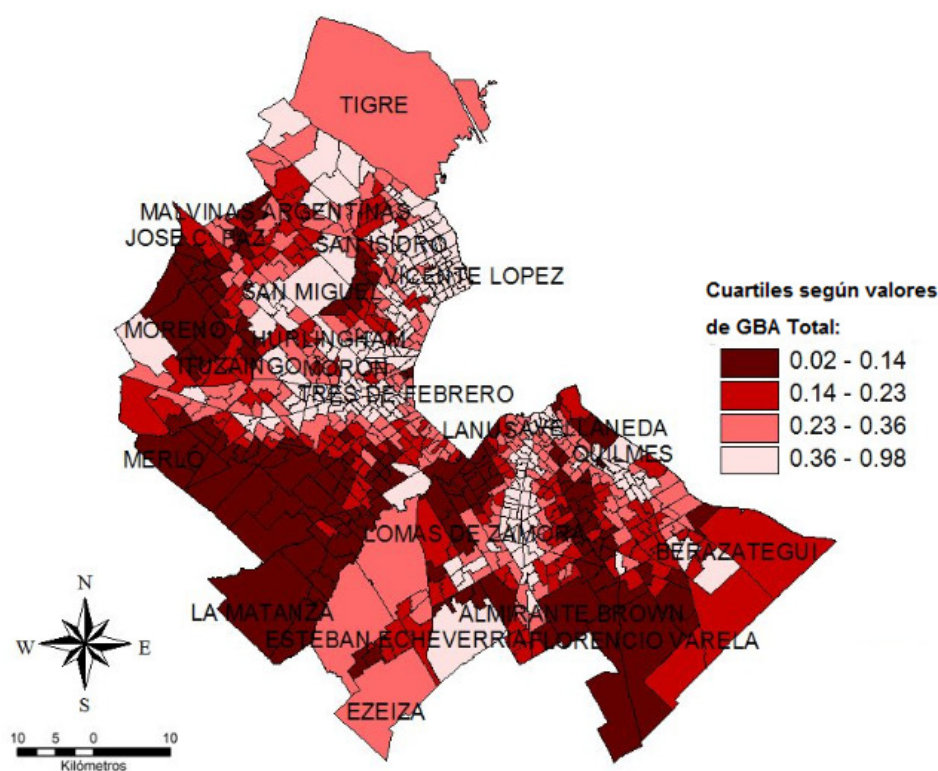 TIGRE
MALVINAS ARGENTINAS
JOSE C. PAZ
SAN ISIDRO
VICENTE LOPEZ
SAN MIGUEL
MORENO
HURLINGHAM
ITUZAINGO
MORON
TRES DE FEBRERO
MERLO
LANUS
AVELLANEDA
QUILMES
LOMAS DE ZAMORA
BERAZATEGUI
LA MATANZA
ALMIRANTE BROWN
ESTEBAN ECHEVERRIA
FLORENCIO VARELA
EZEIZA
Cuartiles según valores
de GBA Total:
0.02 - 0.14
0.14 - 0.23
0.23 - 0.36
0.36 - 0.98
N
W
E
S
10 5 0 10
Kilómetros